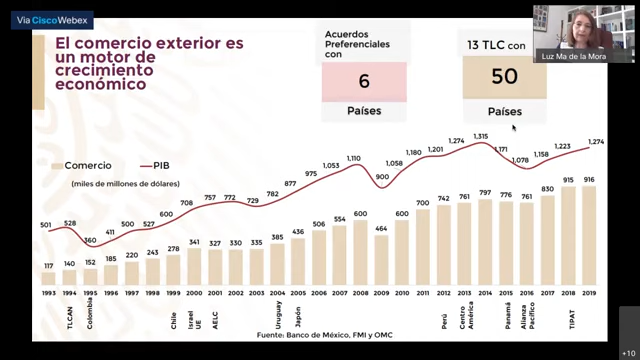 Via Cisco Webex
El comercio exterior es
un motor de
crecimiento
económico
Acuerdos
Preferenciales
con
6
Países
13 TLC con
50
Países
Luz Ma de la Mora
Comercio
PIB
(miles de millones de dólares)
501 528 360 411 500 527 600 708 757 772 729 782 877 975 1,053 1,110 900 1,058 1,180 1,201 1,274 1,315 1,171 1,078 1,158 1,223 1,274
117 140 152 185 220 243 278 341 327 330 335 385 436 506 554 600 464 600 700 742 761 797 776 761 830 915 916
1993 1994 1995 1996 1997 1998 1999 2000 2001 2002 2003 2004 2005 2006 2007 2008 2009 2010 2011 2012 2013 2014 2015 2016 2017 2018 2019
TLCAN
Colombia
Chile
Israel
UE
AELC
Uruguay
Japón
Perú
Centro
América
Panamá
Alianza
Pacífico
TIPAT
Fuente: Banco de México, FMI y OMC
+10